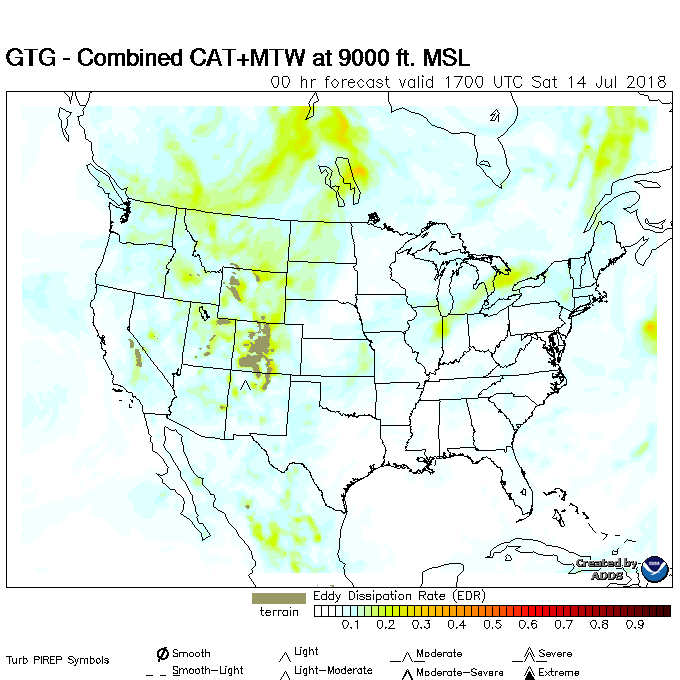 GTG - Combined CAT+MTW at 9000 ft. MSL
00 hr forecast valid 1700 UTC Sat 14 Jul 2018
Created by
ADDS
Eddy Dissipation Rate (EDR)
terrain
0.1 0.2 0.3 0.4 0.5 0.6 0.7 0.8 0.9
Turb PIREP Symbols
Smooth Light Moderate Severe
Smooth-Light Light-Moderate Moderate-Severe Extreme